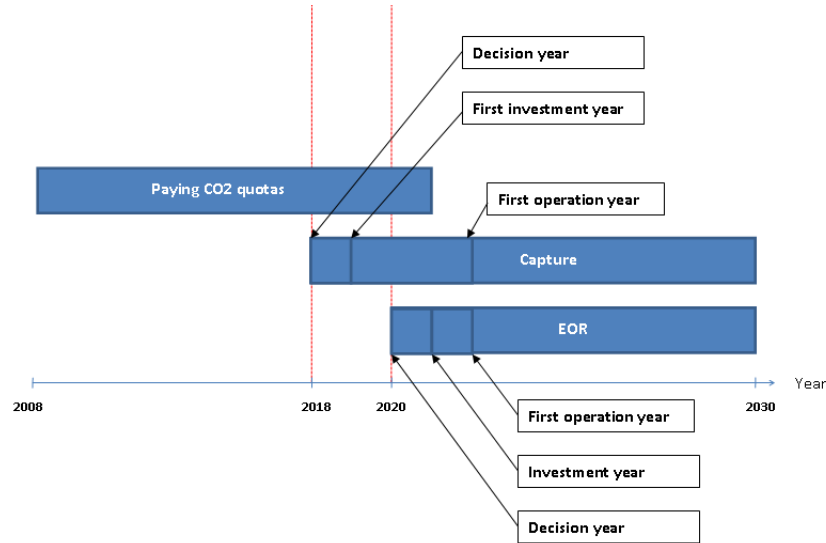 Decision year
First investment year
Paying CO2 quotas
First operation year
Capture
EOR
Year
2008
2018
2020
2030
First operation year
Investment year
Decision year